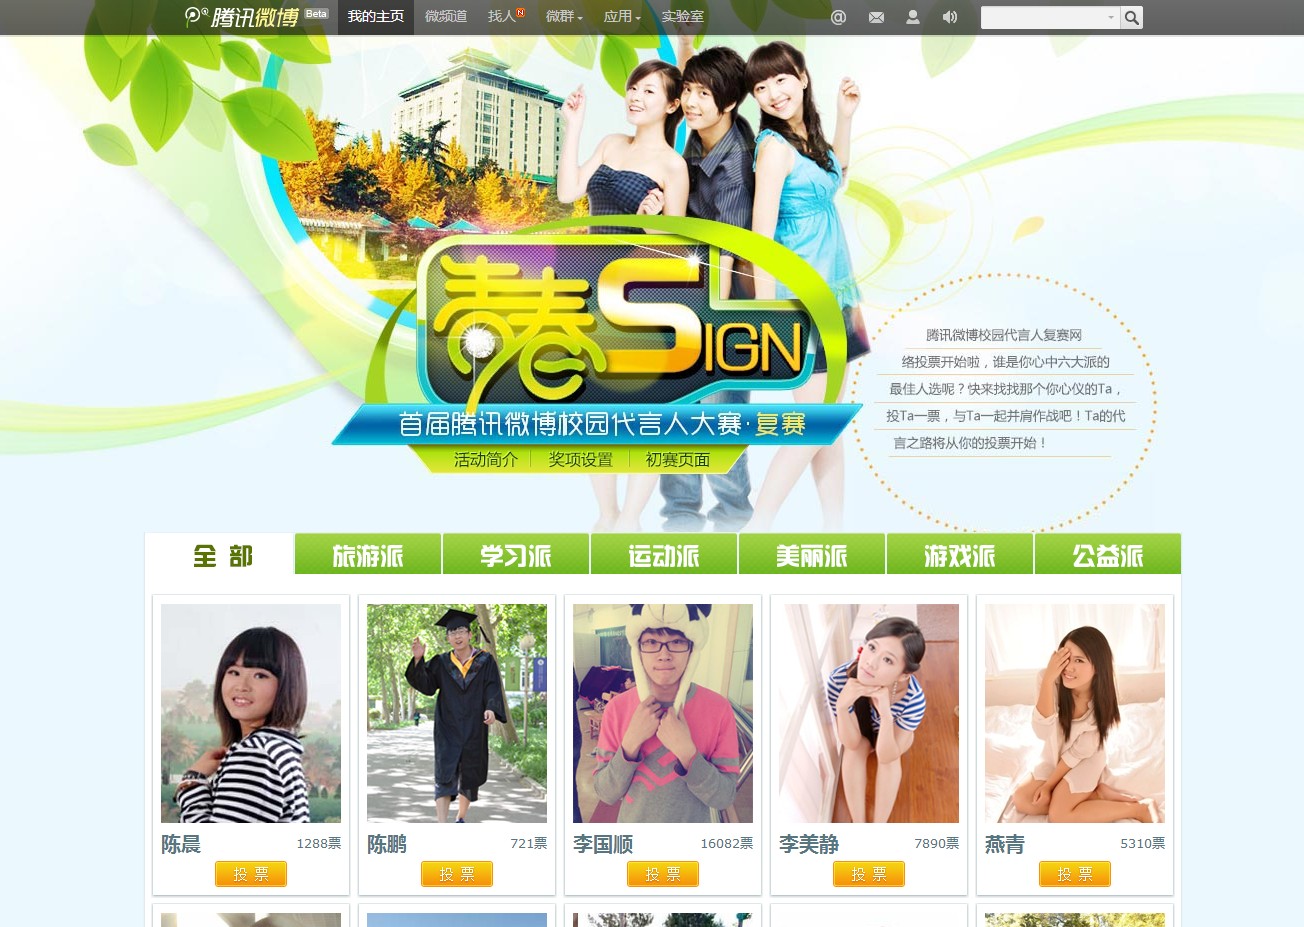 腾讯微博 Beta 我的主页 微频道 找人 N 微群 应用 实验室
青春SIGN
首届腾讯微博校园代言人大赛·复赛
活动简介 奖项设置 初赛页面
腾讯微博校园代言人复赛网
络投票开始啦，谁是你心中六大派的
最佳人选呢？快来找找那个你心仪的Ta，
投Ta一票，与Ta一起并肩作战吧！Ta的代
言之路将从你的投票开始！
全 部 旅游派 学习派 运动派 美丽派 游戏派 公益派
陈晨 1288票 陈鹏 721票 李国顺 16082票 李美静 7890票 燕青 5310票
投 票 投 票 投 票 投 票 投 票